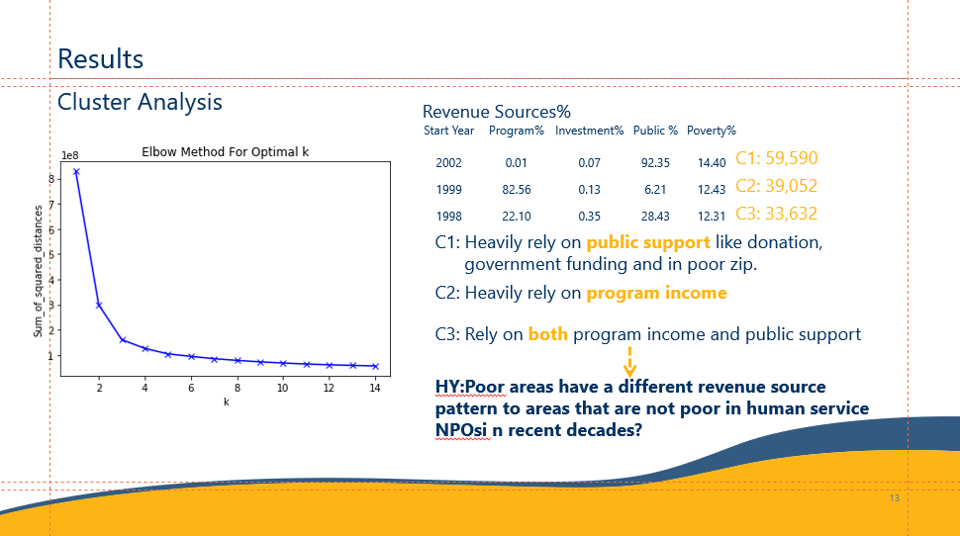 Results
Cluster Analysis
1e8
Elbow Method For Optimal k
Sum_of_squared_distances
8
7
6
5
4
3
2
1
2 4 6 8 10 12 14
k
Revenue Sources%
Start Year Program% Investment% Public % Poverty%
2002 0.01 0.07 92.35 14.40 C1: 59,590
1999 82.56 0.13 6.21 12.43 C2: 39,052
1998 22.10 0.35 28.43 12.31 C3: 33,632
C1: Heavily rely on public support like donation,
government funding and in poor zip.
C2: Heavily rely on program income
C3: Rely on both program income and public support
HY:Poor areas have a different revenue source
pattern to areas that are not poor in human service
NPOsi n recent decades?
13